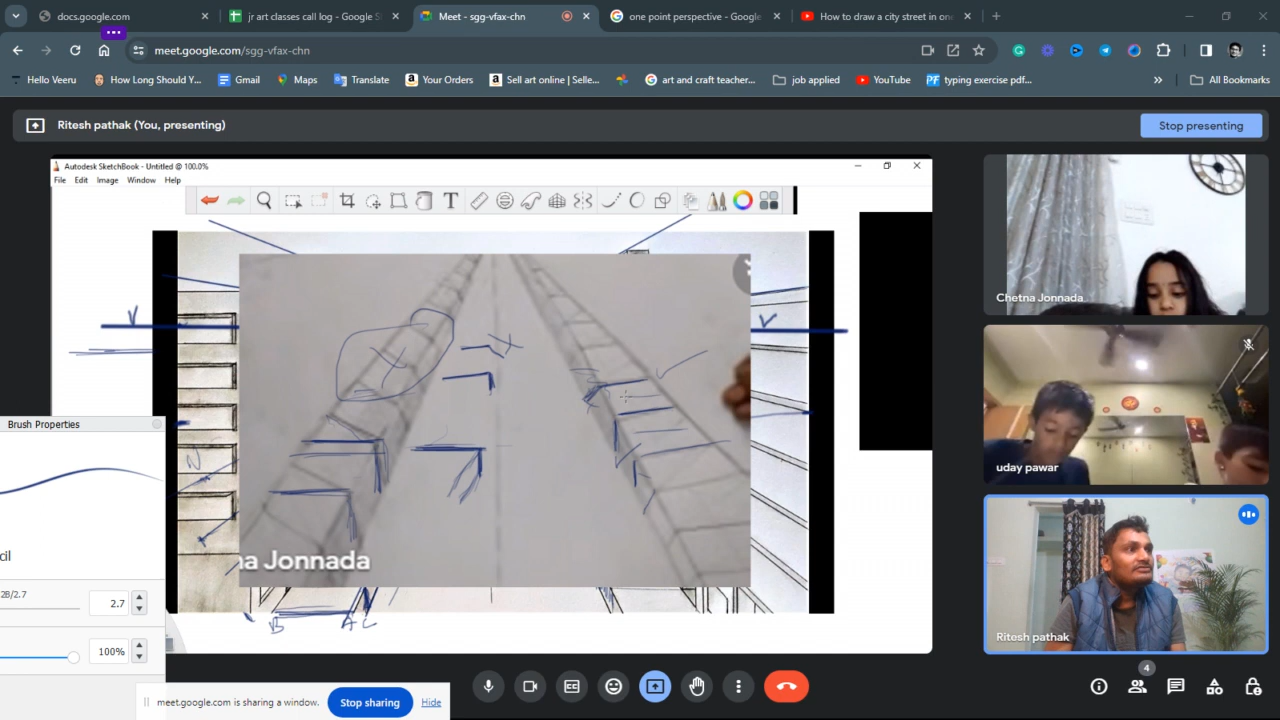 docs.google.com
jr art classes call log - Google S
Meet - sgg-vfax-chn
one point perspective - Google
How to draw a city street in one
meet.google.com/sgg-vfax-chn
Hello Veeru
How Long Should Y...
Gmail
Maps
Translate
Your Orders
Sell art online | Selle...
art and craft teacher...
job applied
YouTube
typing exercise pdf...
All Bookmarks
Ritesh pathak (You, presenting)
Stop presenting
Autodesk SketchBook - Untitled @ 100.0%
File Edit Image Window Help
T
Chetna Jonnada
V
V
Brush Properties
N
uday pawar
na Jonnada
cil
2B/2.7
2.7
B A C
Ritesh pathak
100%
meet.google.com is sharing a window.
Stop sharing
Hide
4